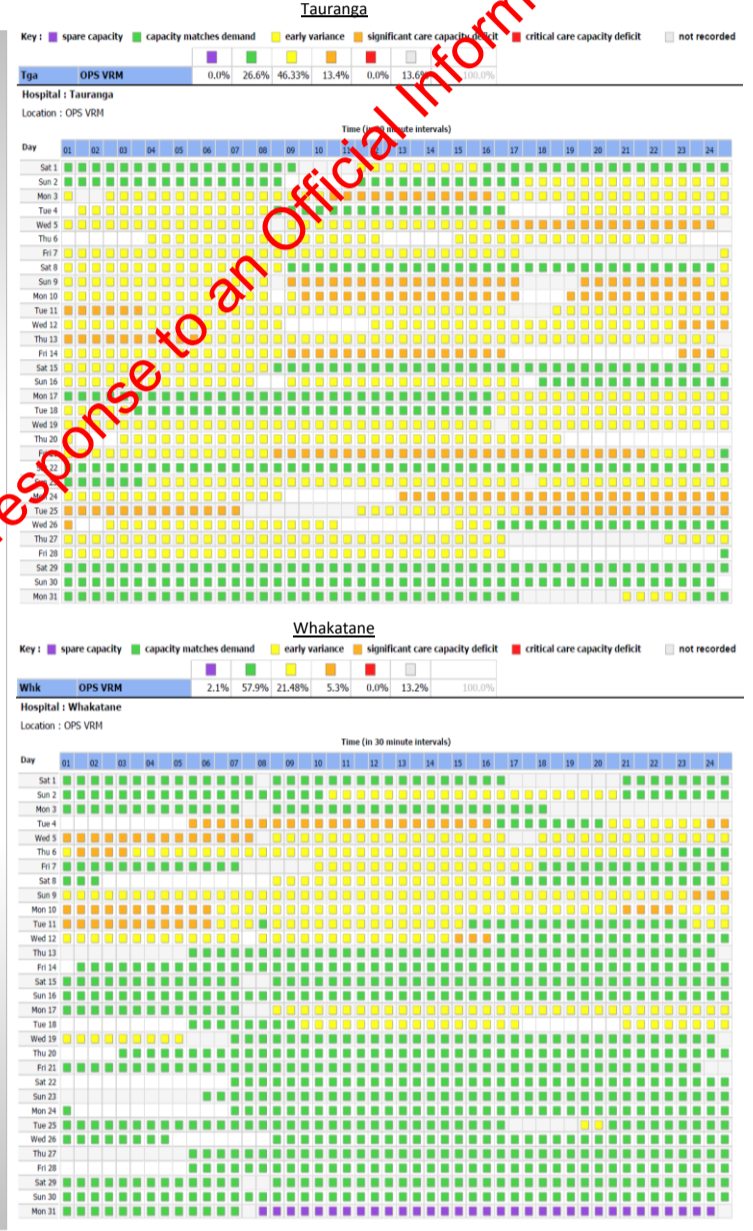 Tauranga
Key : spare capacity capacity matches demand early variance significant care capacity deficit critical care capacity deficit not recorded
Tga OPS VRM 0.0% 26.6% 46.33% 13.4% 0.0% 13.6% 100.0%
Hospital : Tauranga
Location : OPS VRM
Time (in 30 minute intervals)
Day 01 02 03 04 05 06 07 08 09 10 11 12 13 14 15 16 17 18 19 20 21 22 23 24
Sat 1
Sun 2
Mon 3
Tue 4
Wed 5
Thu 6
Fri 7
Sat 8
Sun 9
Mon 10
Tue 11
Wed 12
Thu 13
Fri 14
Sat 15
Sun 16
Mon 17
Tue 18
Wed 19
Thu 20
22
Tue 25
Wed 26
Thu 27
Fri 28
Sat 29
Sun 30
Mon 31
response to an Official Inform
Whakatane
Key : spare capacity capacity matches demand early variance significant care capacity deficit critical care capacity deficit not recorded
Whk OPS VRM 2.1% 57.9% 21.48% 5.3% 0.0% 13.2% 100.0%
Hospital : Whakatane
Location : OPS VRM
Time (in 30 minute intervals)
Day 01 02 03 04 05 06 07 08 09 10 11 12 13 14 15 16 17 18 19 20 21 22 23 24
Sat 1
Sun 2
Mon 3
Tue 4
Wed 5
Thu 6
Fri 7
Sat 8
Sun 9
Mon 10
Tue 11
Wed 12
Thu 13
Fri 14
Sat 15
Sun 16
Mon 17
Tue 18
Wed 19
Thu 20
Fri 21
Sat 22
Sun 23
Mon 24
Tue 25
Wed 26
Thu 27
Fri 28
Sat 29
Sun 30
Mon 31